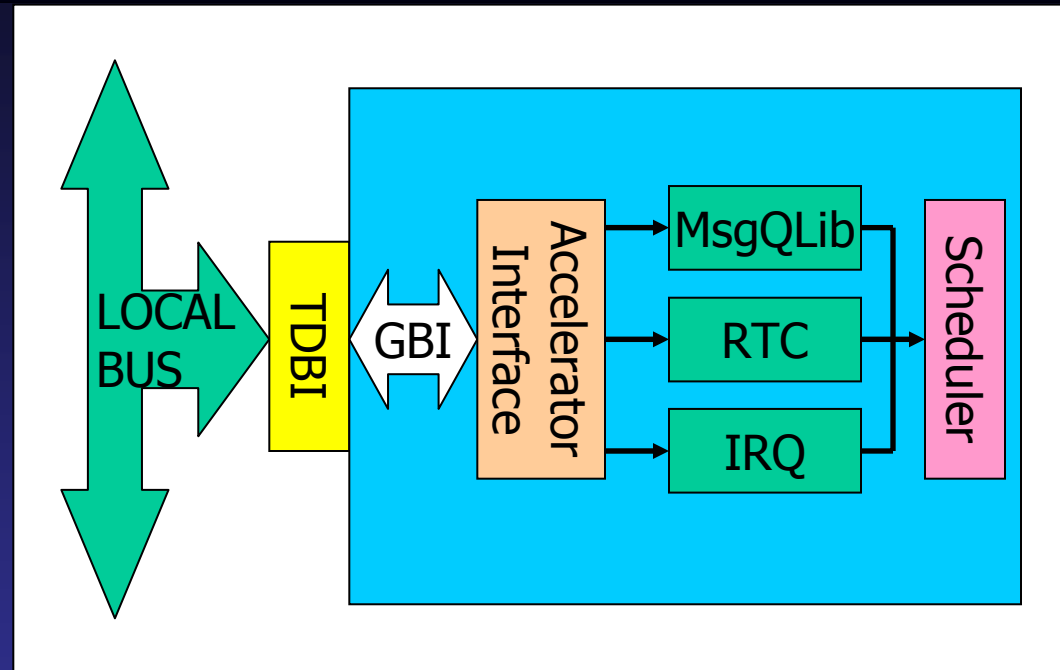 LOCAL
BUS
TDBI
GBI
Accelerator
Interface
MsgQLib
RTC
IRQ
Scheduler